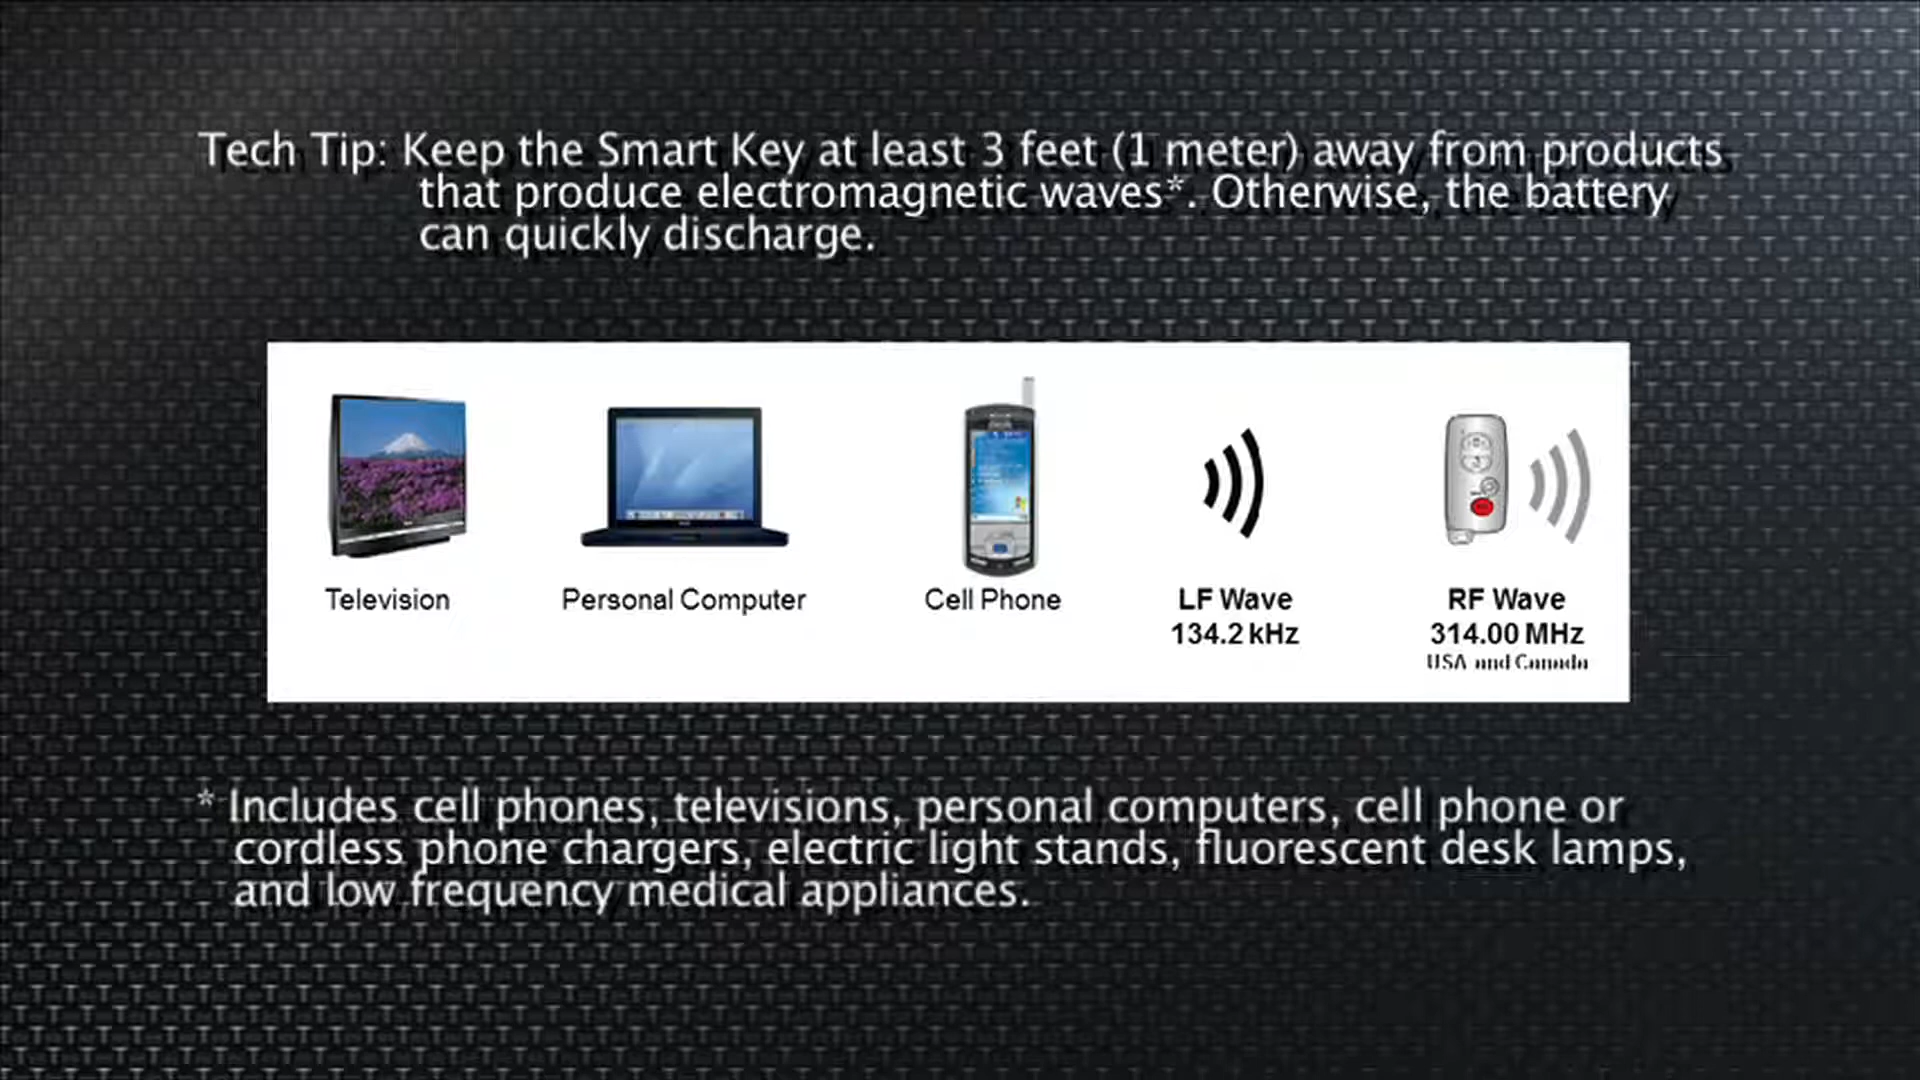 Tech Tip: Keep the Smart Key at least 3 feet (1 meter) away from products
that produce electromagnetic waves*. Otherwise, the battery
can quickly discharge.
Television
Personal Computer
Cell Phone
LF Wave
134.2 kHz
RF Wave
314.00 MHz
USA and Canada
* Includes cell phones, televisions, personal computers, cell phone or
cordless phone chargers, electric light stands, fluorescent desk lamps,
and low frequency medical appliances.